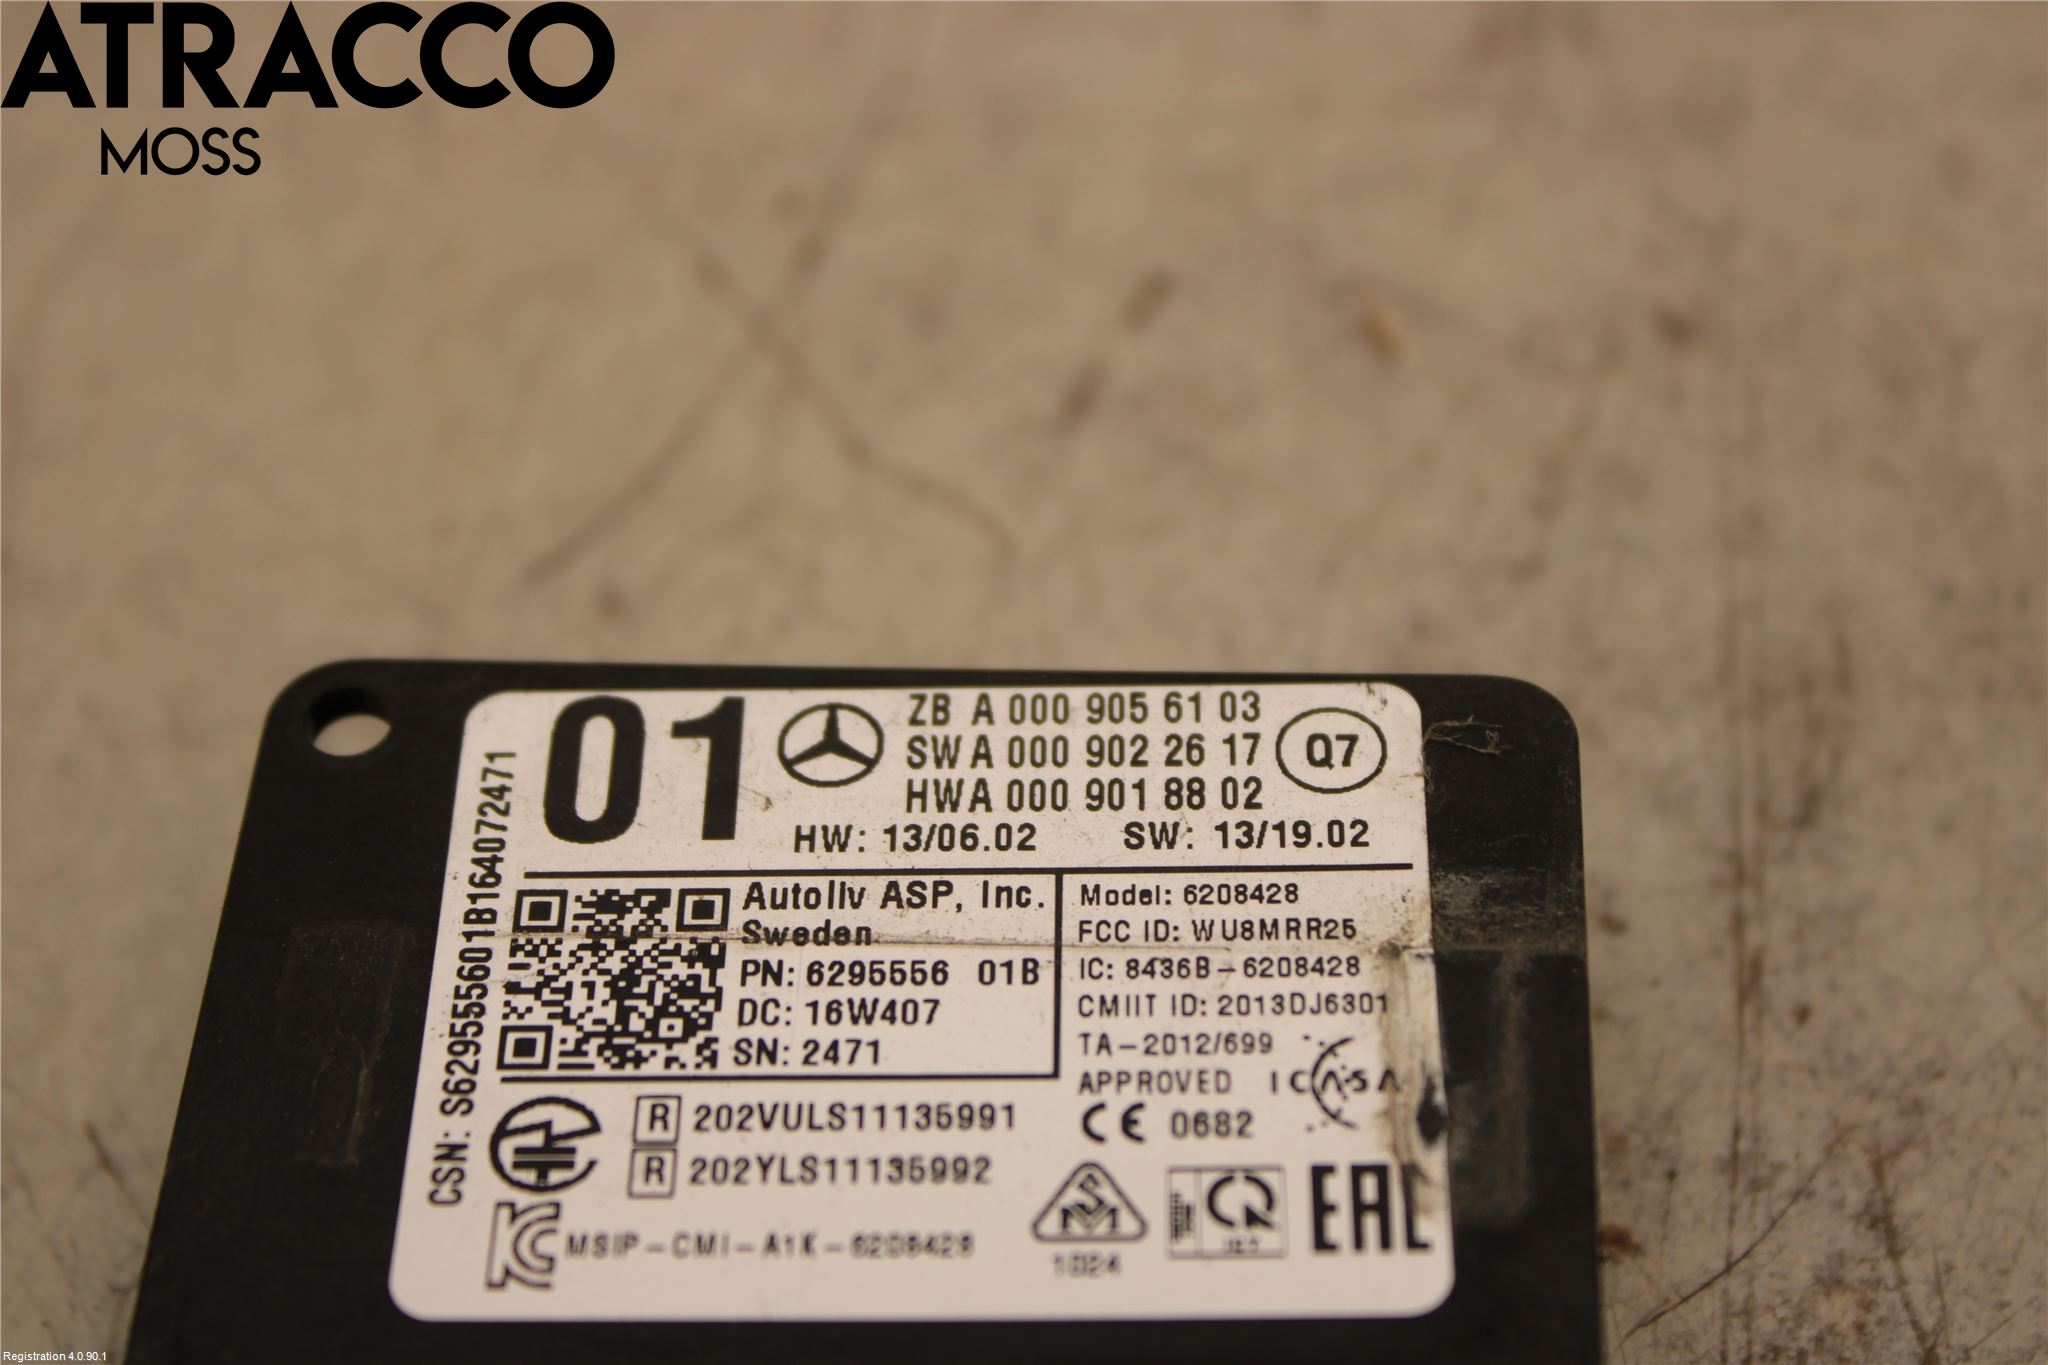 ATRACCO
MOSS
01
ZB A 000 905 61 03
SW A 000 902 26 17
HW A 000 901 88 02
Q7
HW: 13/06.02 SW: 13/19.02
CSN: S629555601B16407 2471
Autoliv ASP, Inc.
Sweden
PN: 6295556 01B
DC: 16W407
SN: 2471
Model: 6208428
FCC ID: WU8MRR25
IC: 8436B-6208428
CMIIT ID: 2013DJ6301
TA-2012/699
APPROVED ICASA
CE 0682
R 202VULS11135991
R 202YLS11135992
MSIP-CMI-A1K-6208428
1024
EAC
Registration 4.0.90.1